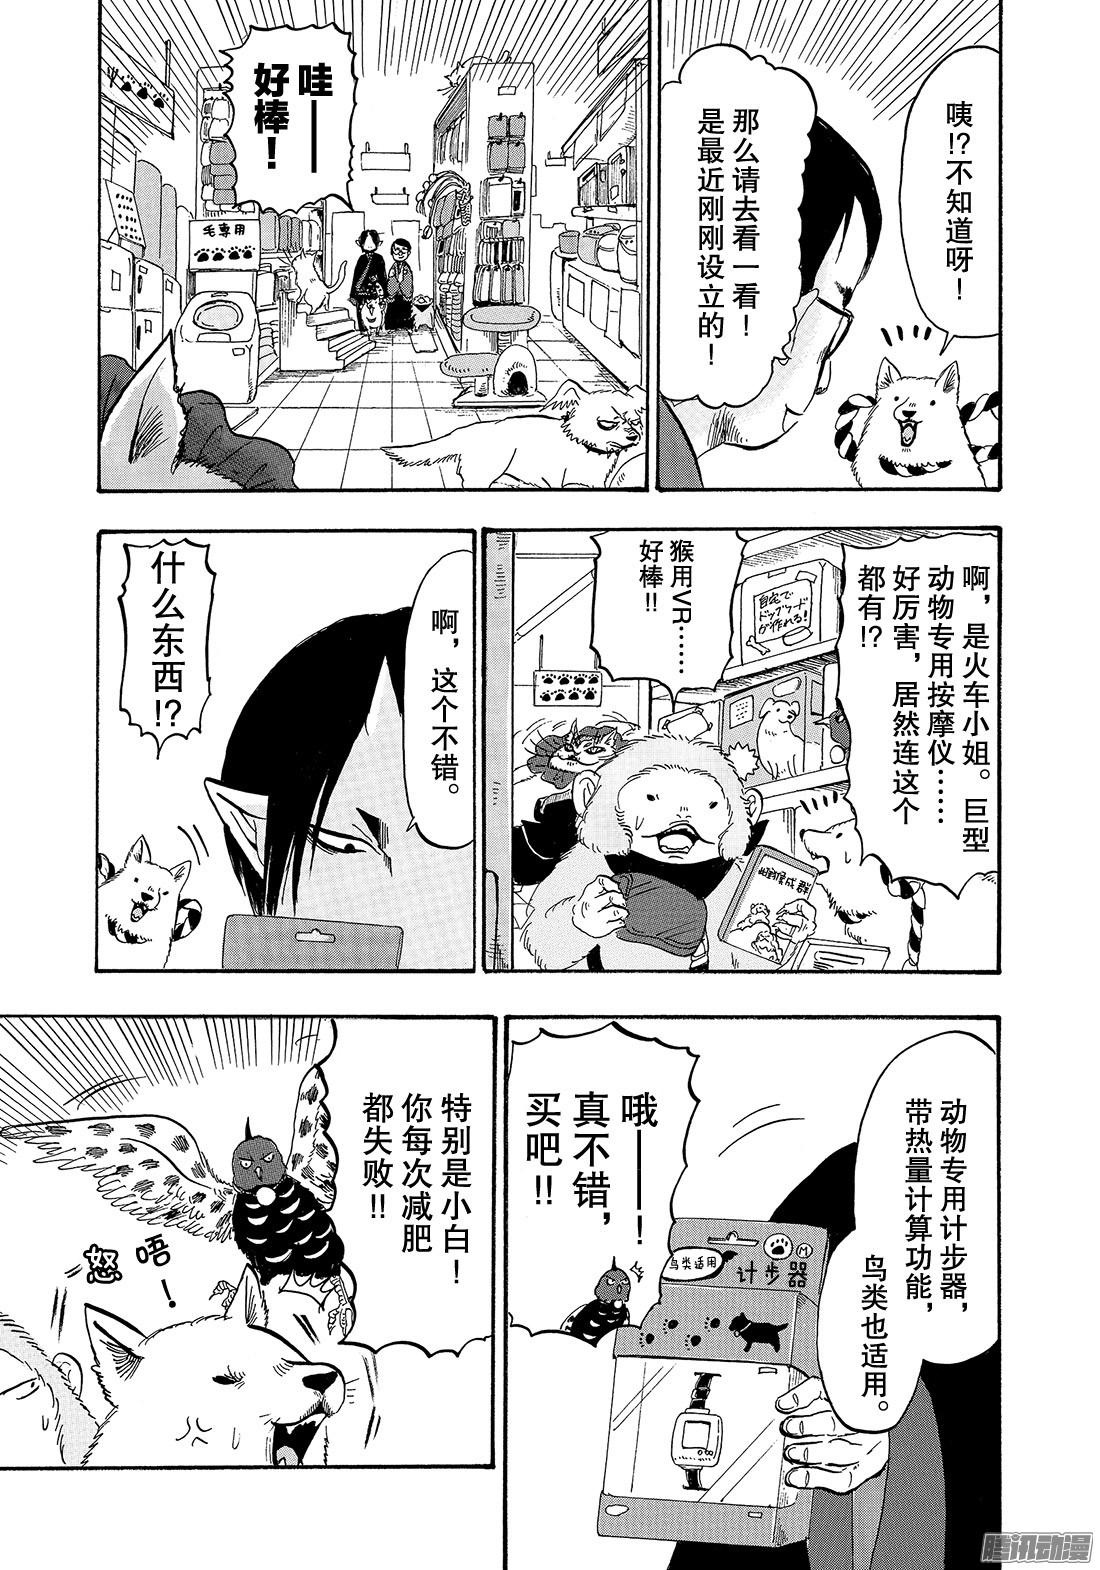 咦!?不知道呀！
那么请去看一看！
是最近刚刚设立的！
哇——
好棒！
毛専用
啊，是火车小姐。巨型
动物专用按摩仪……
好厉害，居然连这个
都有!?
猴用VR……
好棒!!
自宅で
ドッグフード
が作れる！
啊，这个不错。
什么东西!?
动物专用计步器，
带热量计算功能，
鸟类也适用。
鸟类适用
M
计步器
哦——！
真不错，
买吧!!
特别是小白！
你每次减肥
都失败!!
唔！
怒
腾讯动漫